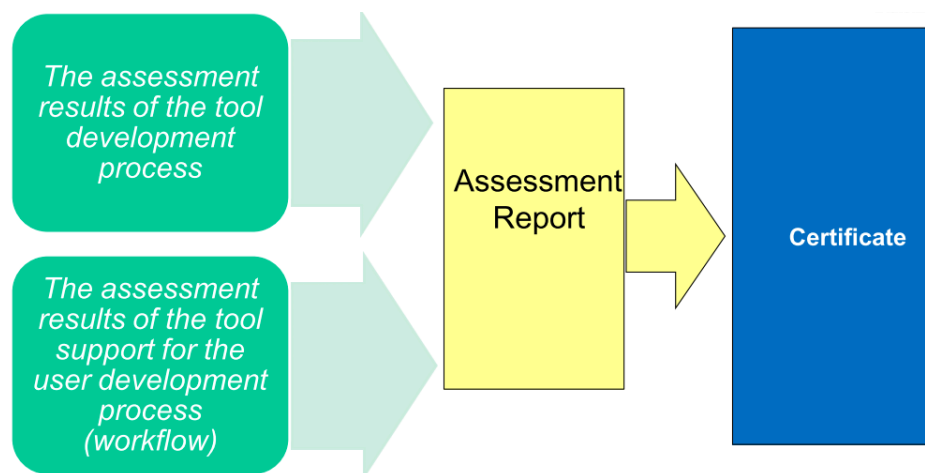 The assessment
results of the tool
development
process
The assessment
results of the tool
support for the
user development
process
(workflow)
Assessment
Report
Certificate